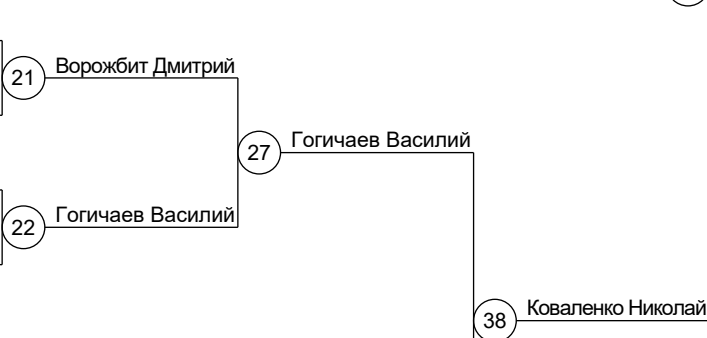 21
Ворожбит Дмитрий
27
Гогичаев Василий
22
Гогичаев Василий
38
Коваленко Николай